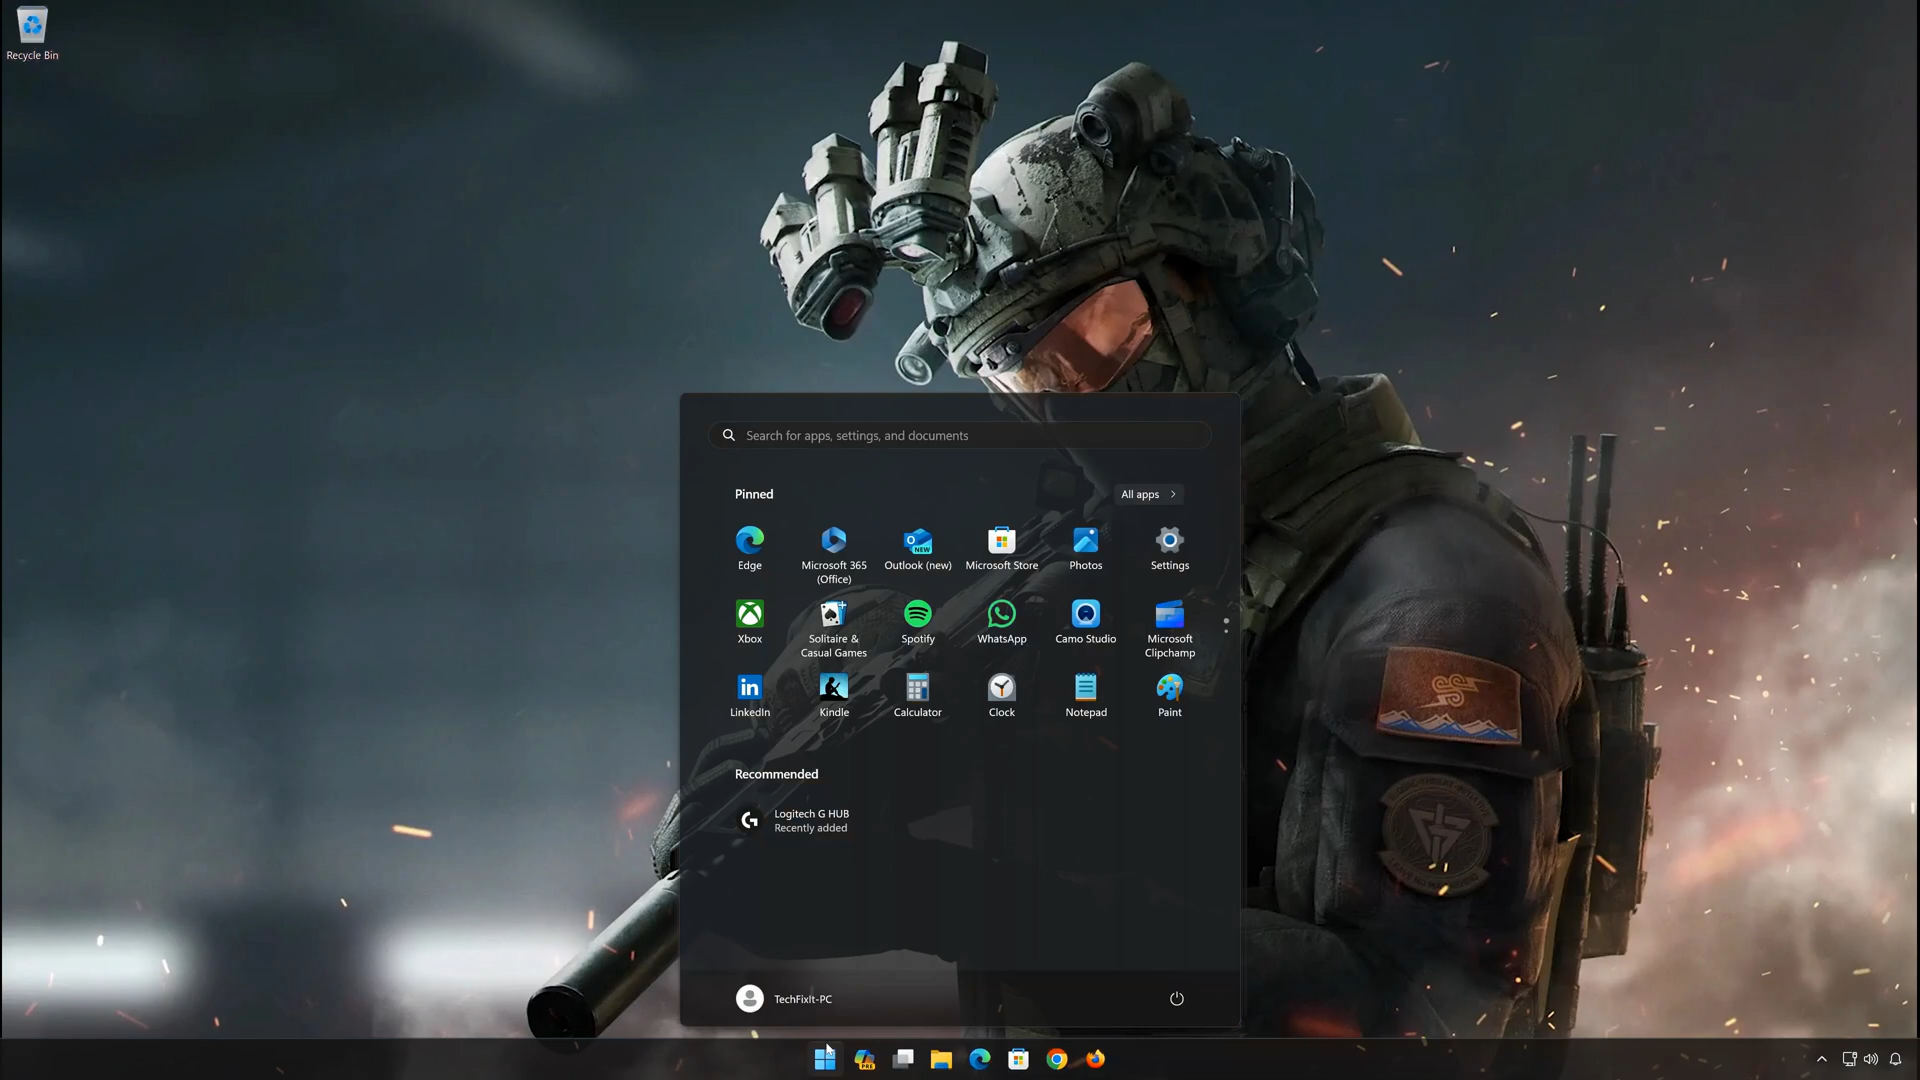 Recycle Bin
Search for apps, settings, and documents
Pinned
All apps
Edge
Microsoft 365
(Office)
Outlook (new)
Microsoft Store
Photos
Settings
Xbox
Solitaire &
Casual Games
Spotify
WhatsApp
Camo Studio
Microsoft
Clipchamp
LinkedIn
Kindle
Calculator
Clock
Notepad
Paint
Recommended
Logitech G HUB
Recently added
TechFixIt-PC
PRE